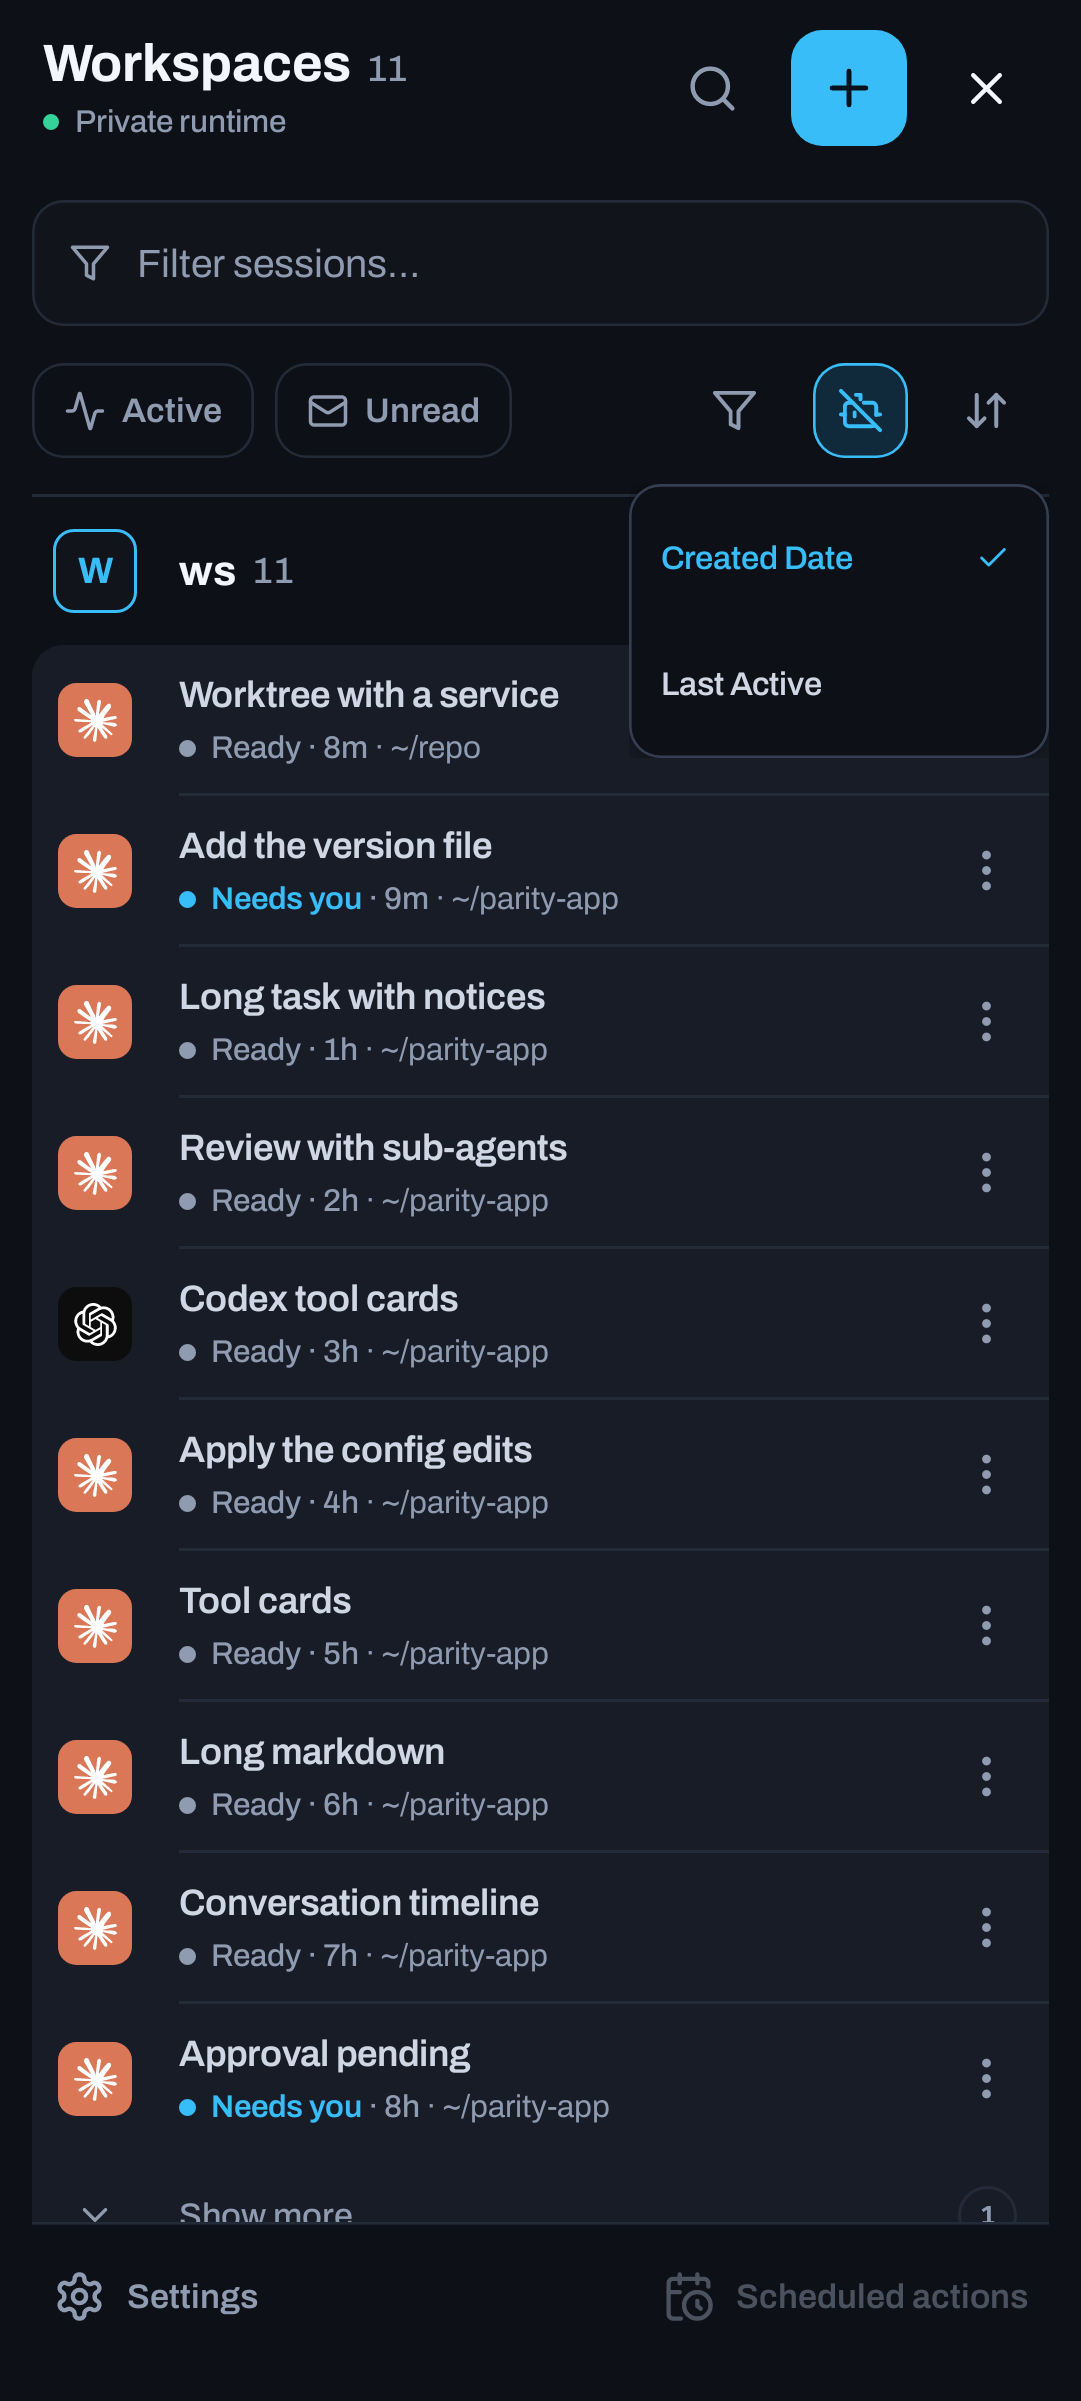 Workspaces 11
Private runtime
Filter sessions...
Active
Unread
Created Date
Last Active
W
ws 11
Worktree with a service
Ready · 8m · ~/repo
Add the version file
Needs you · 9m · ~/parity-app
Long task with notices
Ready · 1h · ~/parity-app
Review with sub-agents
Ready · 2h · ~/parity-app
Codex tool cards
Ready · 3h · ~/parity-app
Apply the config edits
Ready · 4h · ~/parity-app
Tool cards
Ready · 5h · ~/parity-app
Long markdown
Ready · 6h · ~/parity-app
Conversation timeline
Ready · 7h · ~/parity-app
Approval pending
Needs you · 8h · ~/parity-app
Show more 1
Settings
Scheduled actions